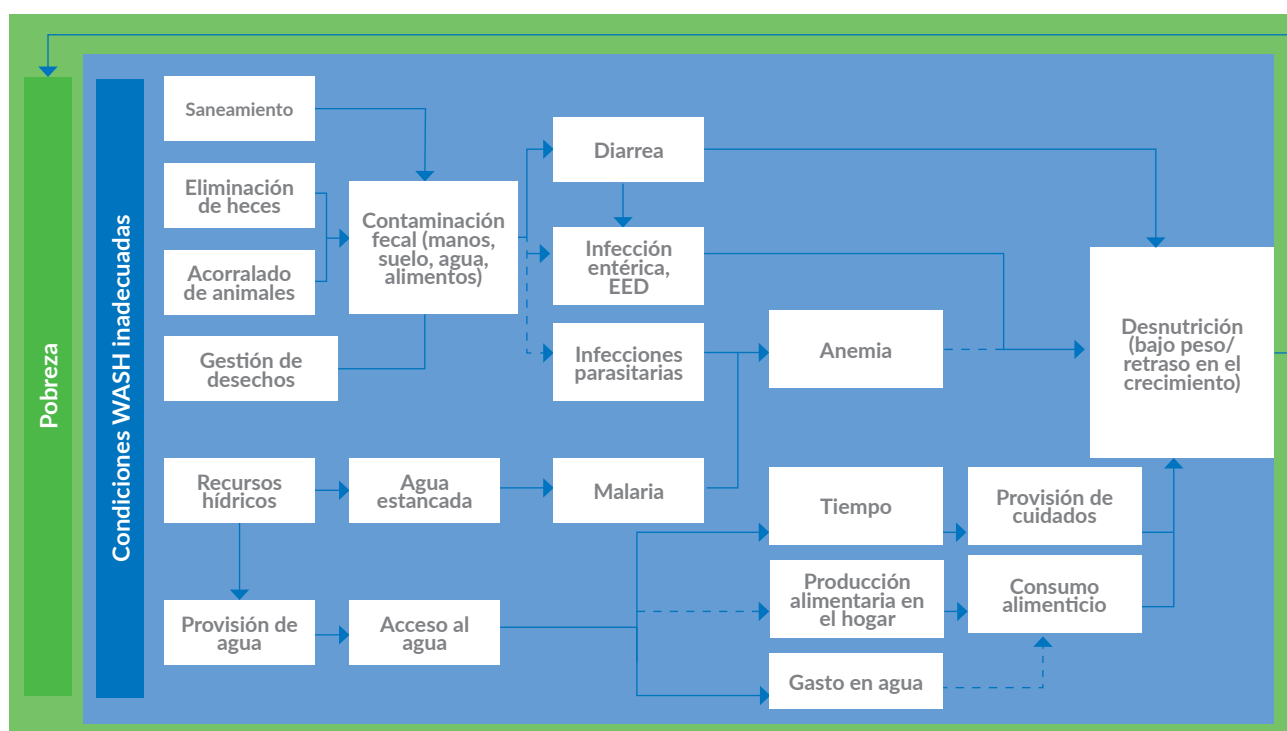 Pobreza
Condiciones WASH inadecuadas
Saneamiento
Eliminación
de heces
Acorralado
de animales
Gestión de
desechos
Contaminación
fecal (manos,
suelo, agua,
alimentos)
Diarrea
Infección
entérica,
EED
Infecciones
parasitarias
Anemia
Desnutrición
(bajo peso/
retraso en el
crecimiento)
Recursos
hídricos
Agua
estancada
Malaria
Tiempo
Provisión de
cuidados
Producción
alimentaria en
el hogar
Consumo
alimenticio
Provisión de
agua
Acceso al
agua
Gasto en agua